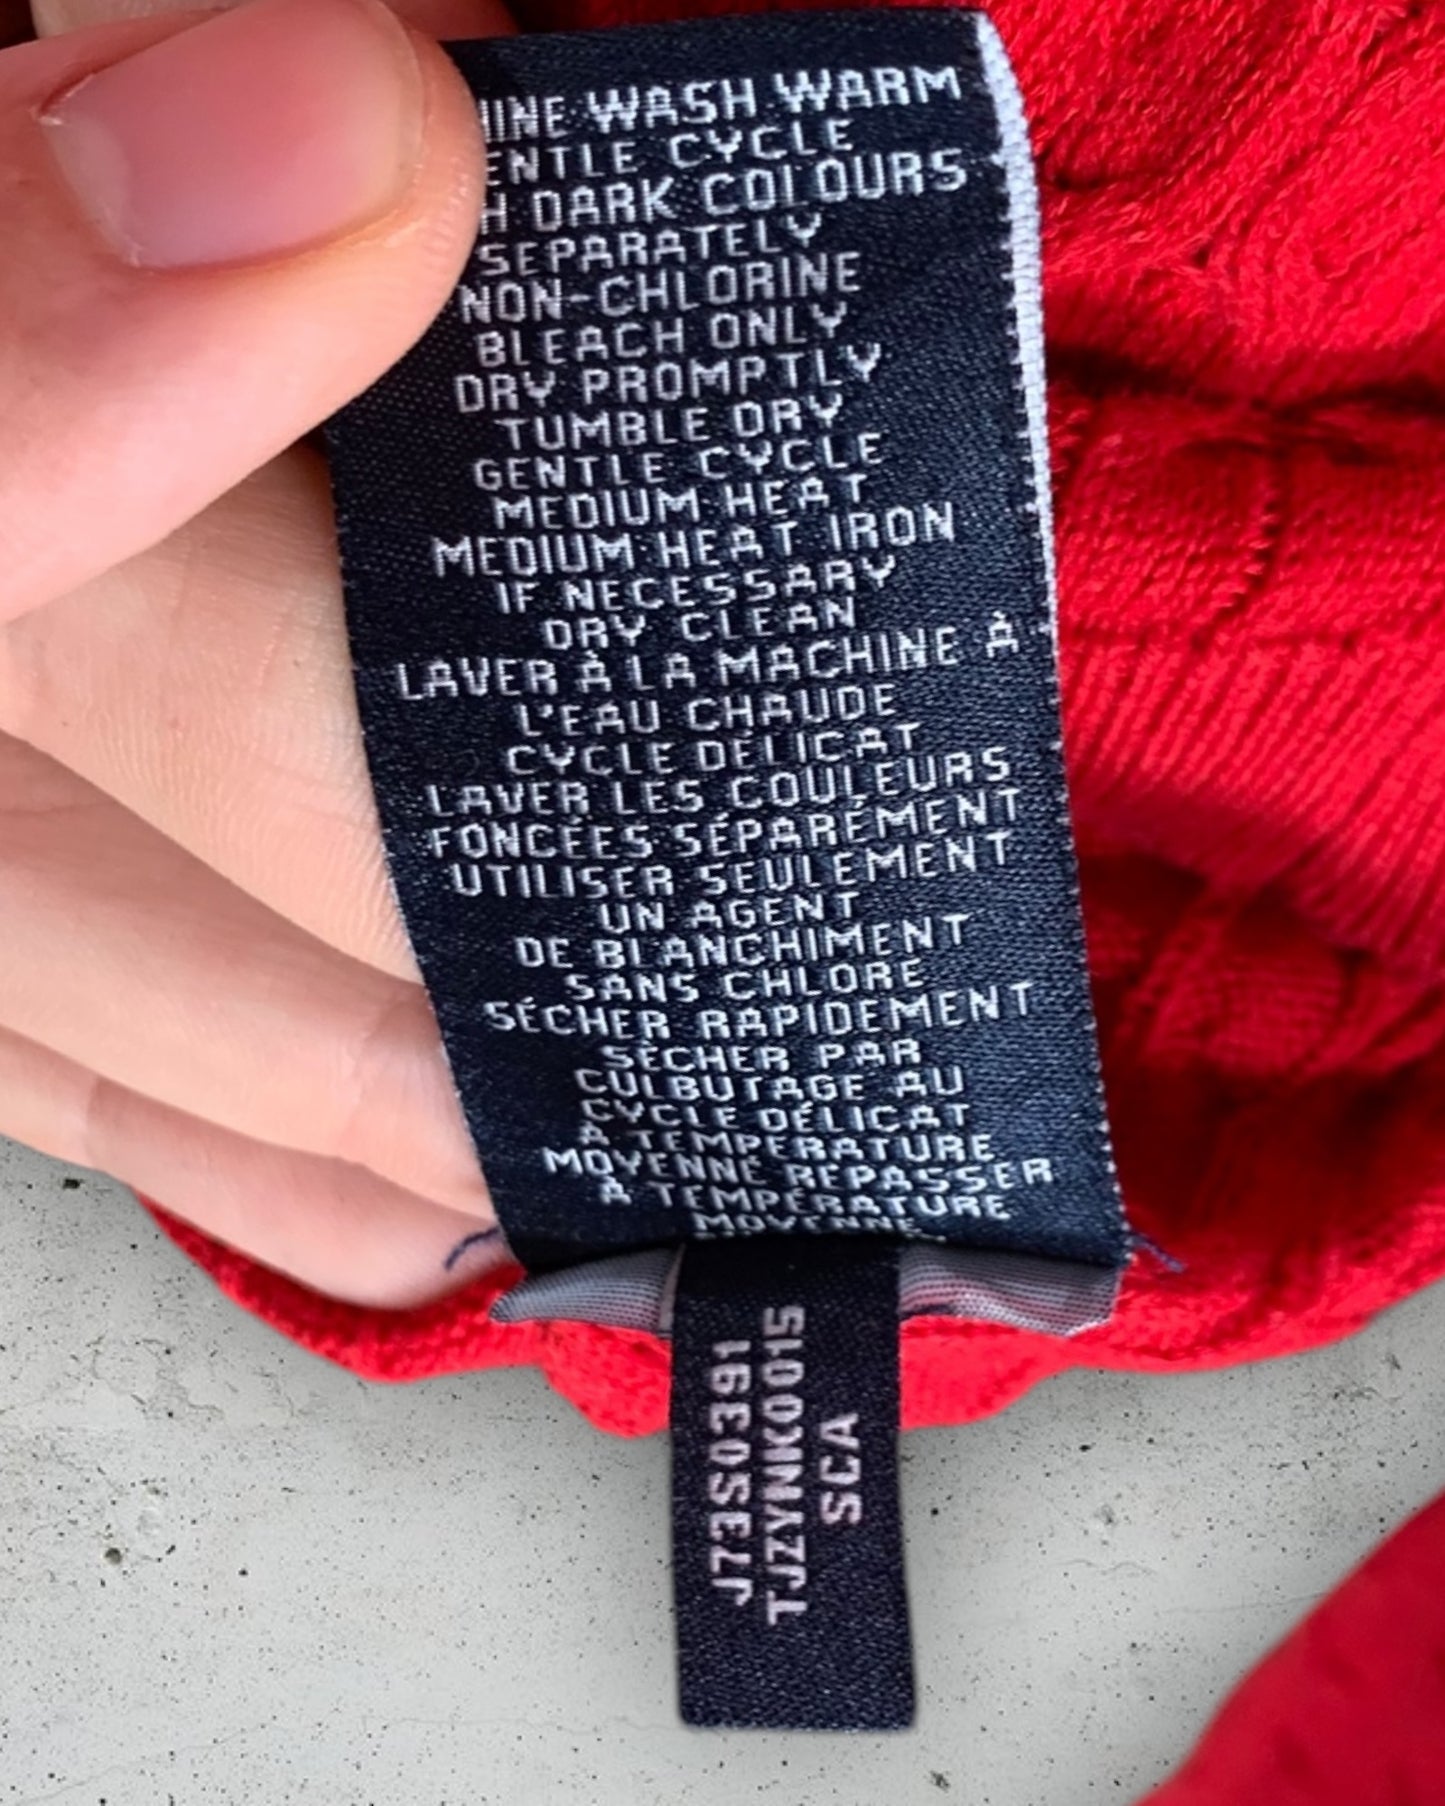 HINE WASH WARM
ENTLE CYCLE
H DARK COLOURS
SEPARATELY
NON-CHLORINE
BLEACH ONLY
DRY PROMPTLY
TUMBLE DRY
GENTLE CYCLE
MEDIUM HEAT
MEDIUM HEAT IRON
IF NECESSARY
DRY CLEAN
LAVER À LA MACHINE À
L'EAU CHAUDE
CYCLE DÉLICAT
LAVER LES COULEURS
FONCÉES SÉPARÉMENT
UTILISER SEULEMENT
UN AGENT
DE BLANCHIMENT
SANS CHLORE
SÉCHER RAPIDEMENT
SÉCHER PAR
CULBUTAGE AU
CYCLE DÉLICAT
À TEMPÉRATURE
MOYENNE REPASSER
À TEMPÉRATURE
MOYENNE
J73S0391
TJZYNK0015
SCA